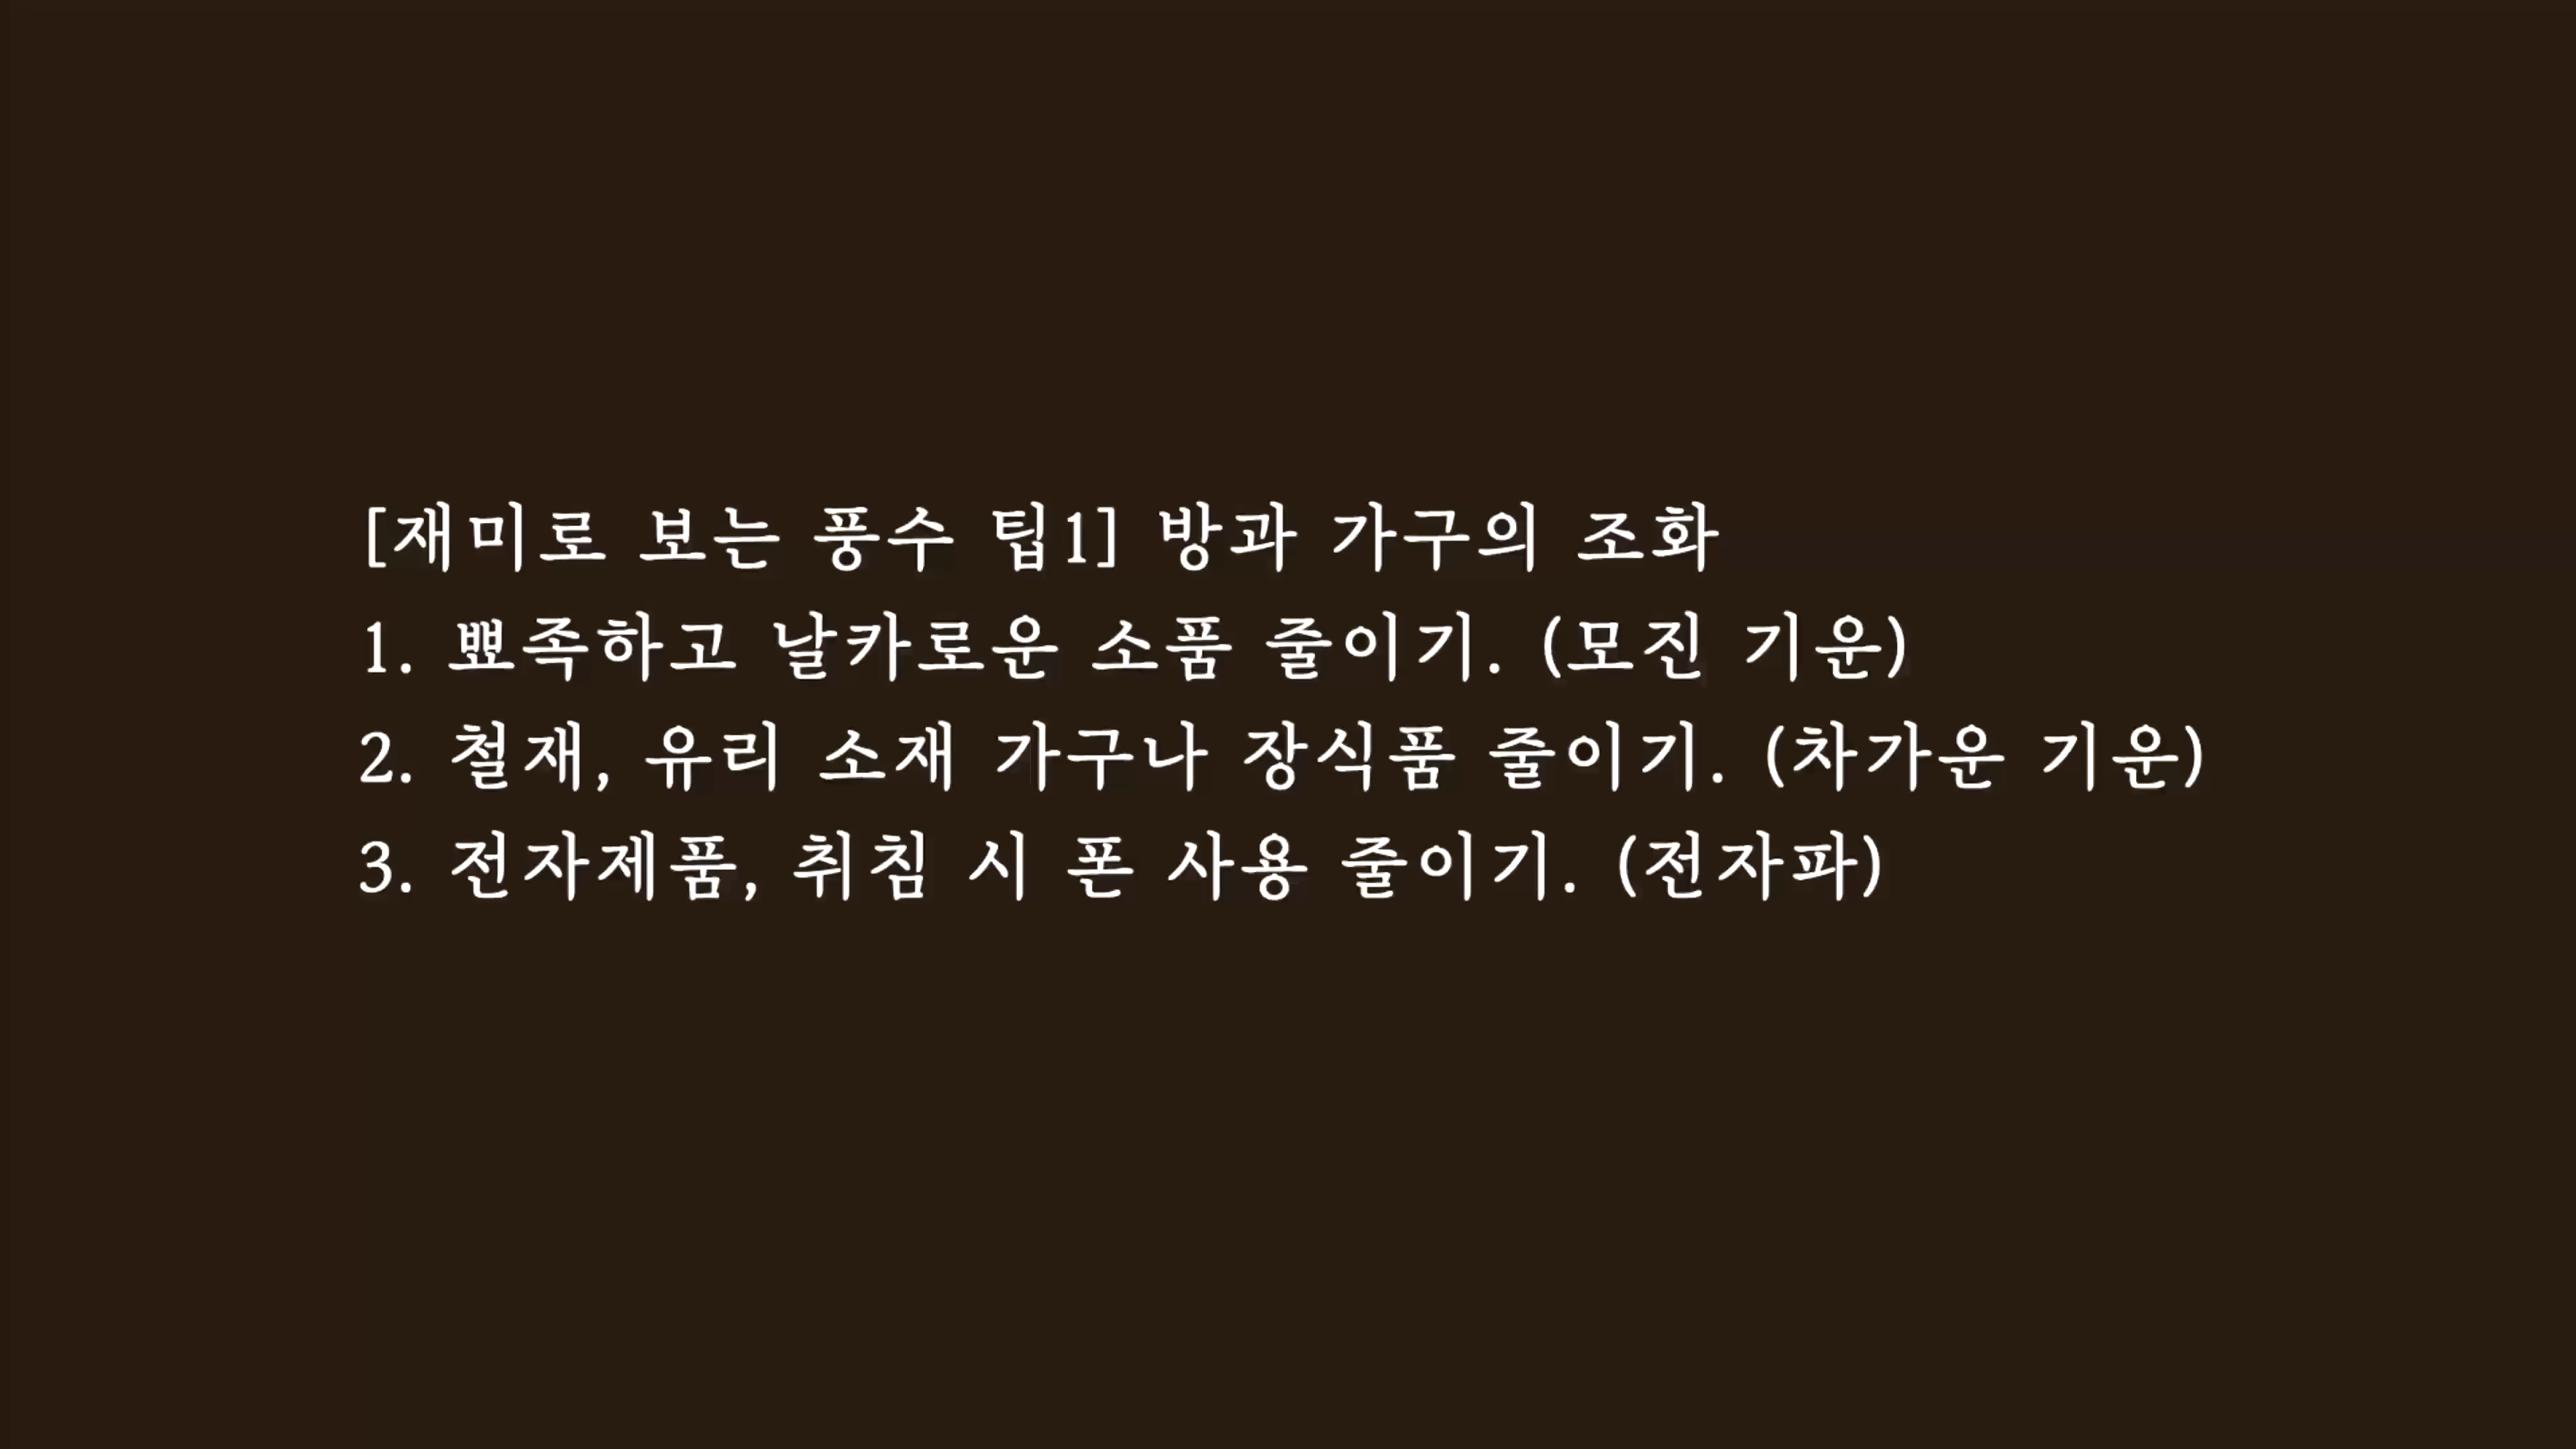 [재미로 보는 풍수 팁1] 방과 가구의 조화
1. 뾰족하고 날카로운 소품 줄이기. (모진 기운)
2. 철재, 유리 소재 가구나 장식품 줄이기. (차가운 기운)
3. 전자제품, 취침 시 폰 사용 줄이기. (전자파)